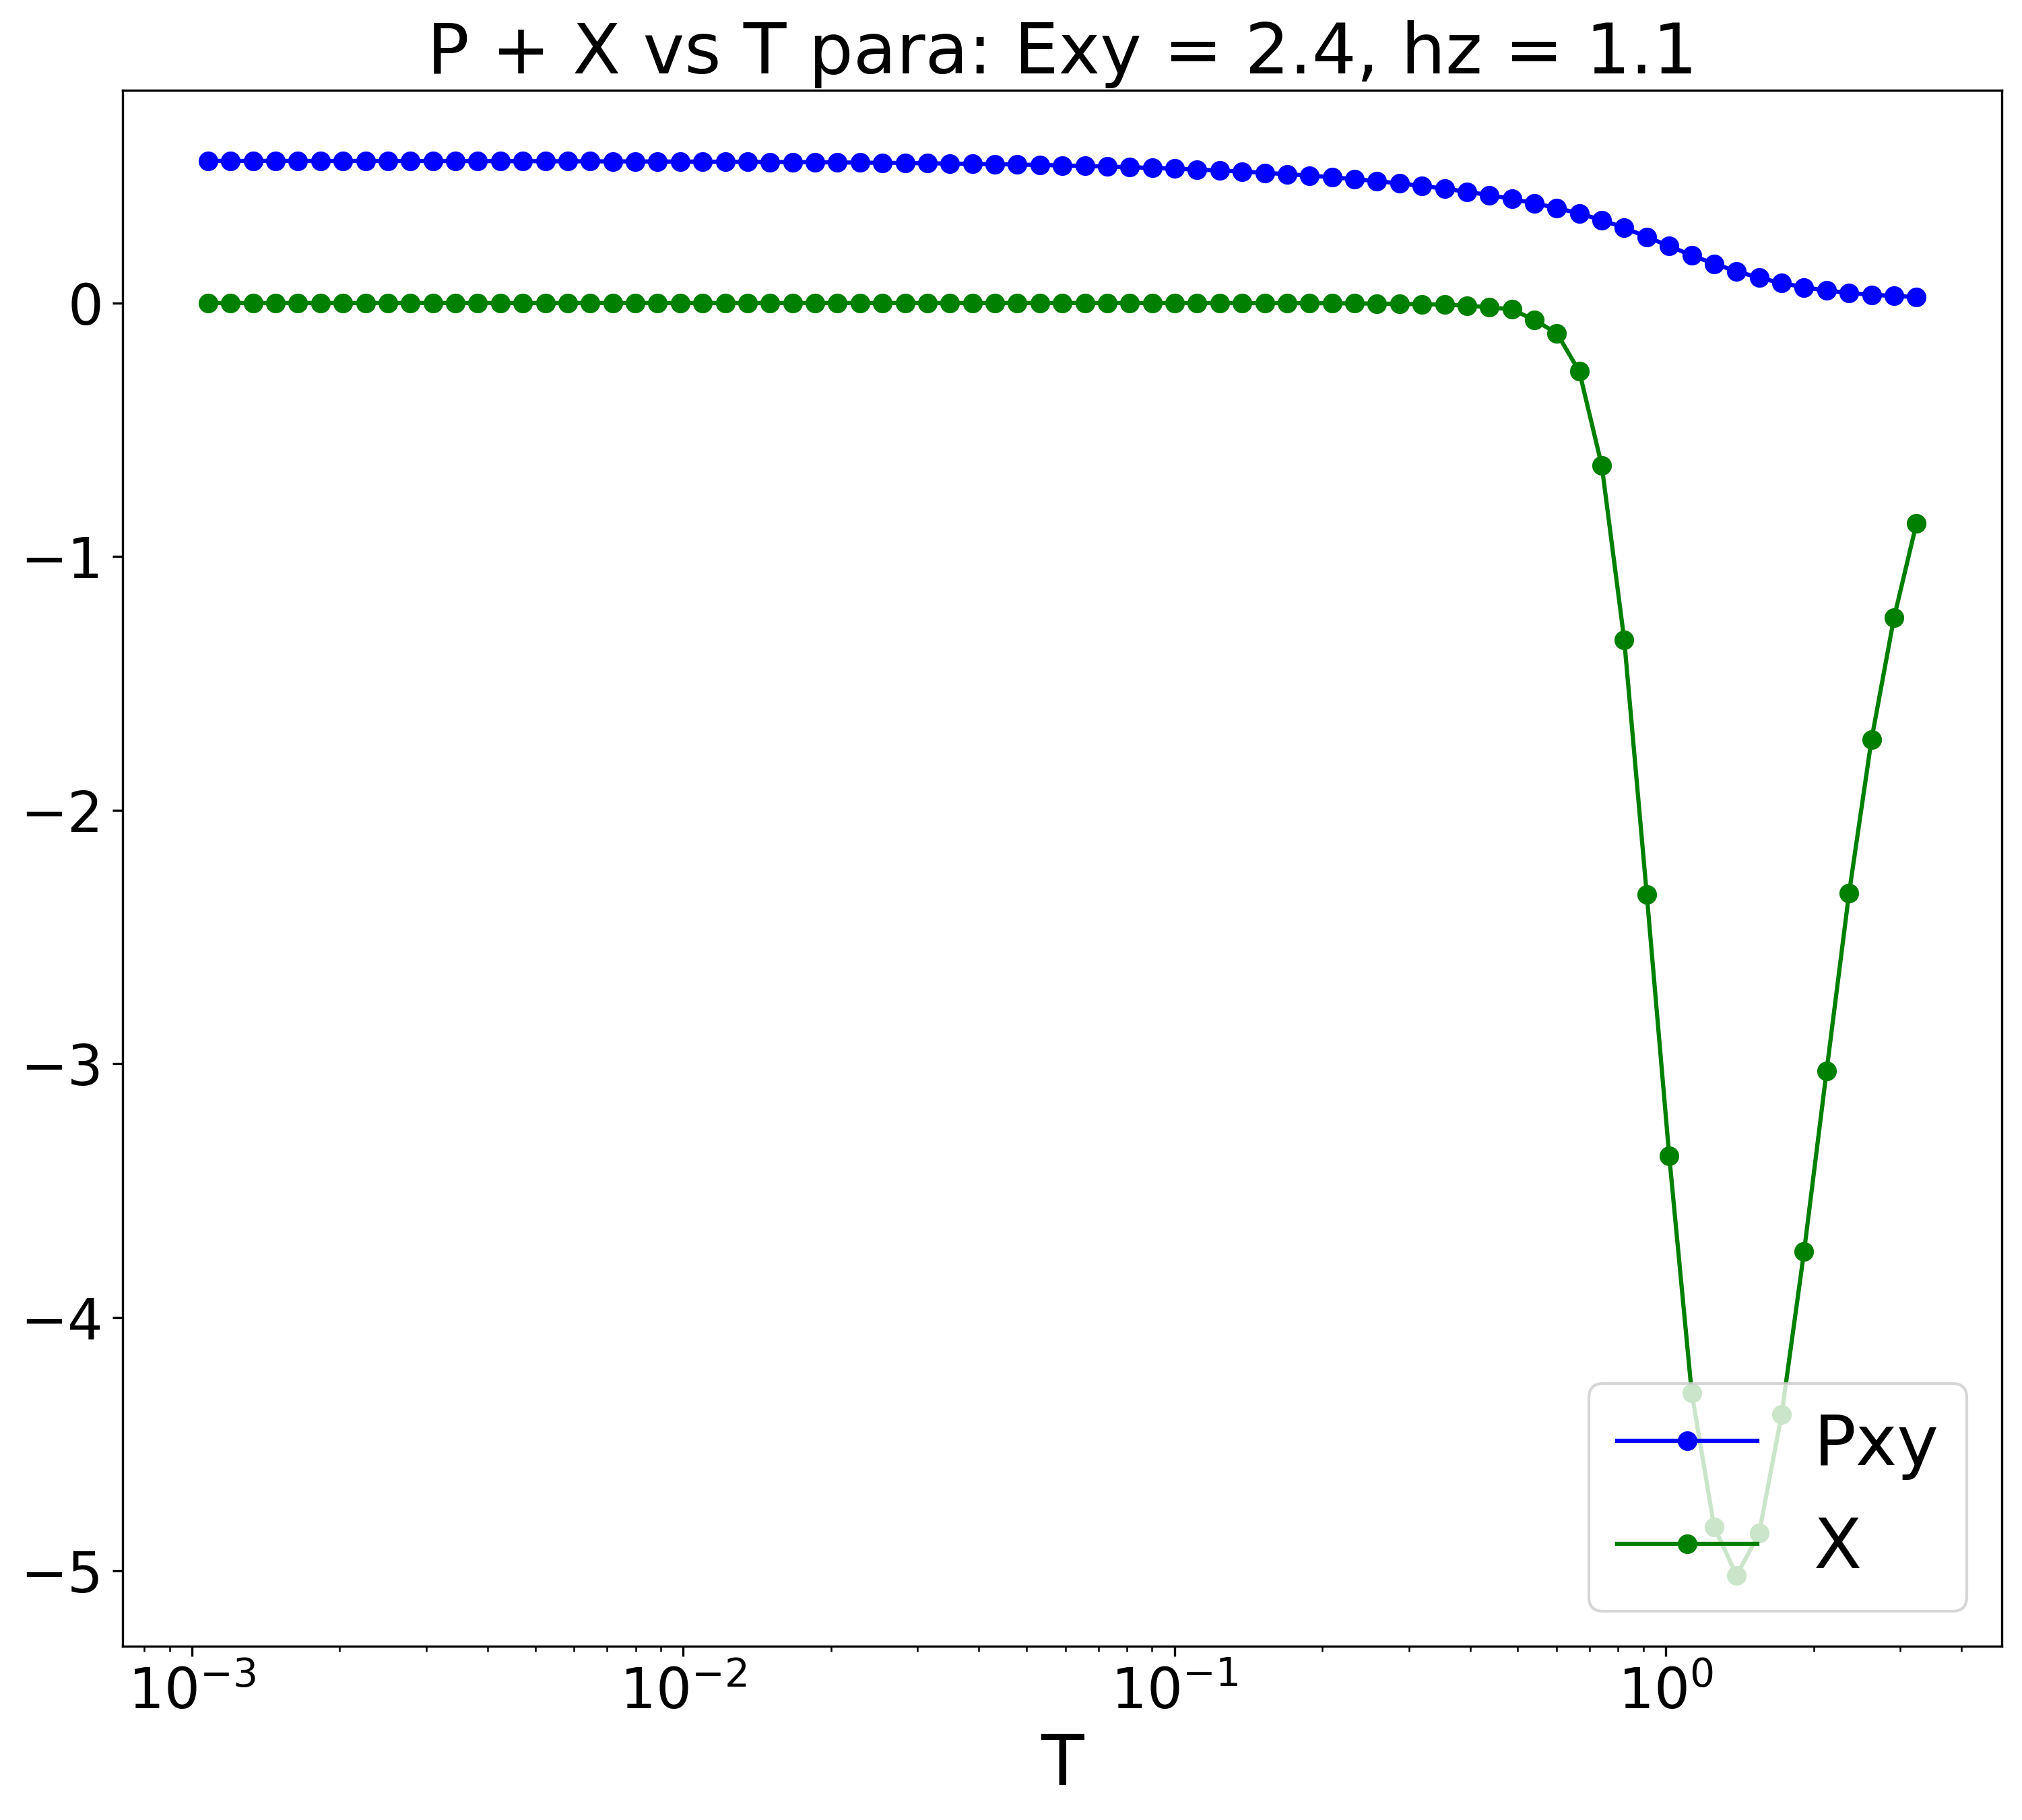 P + X vs T para: Exy = 2.4, hz = 1.1
0
−1
−2
−3
−4
−5
Pxy
X
10⁻³ 10⁻² 10⁻¹ 10⁰
T